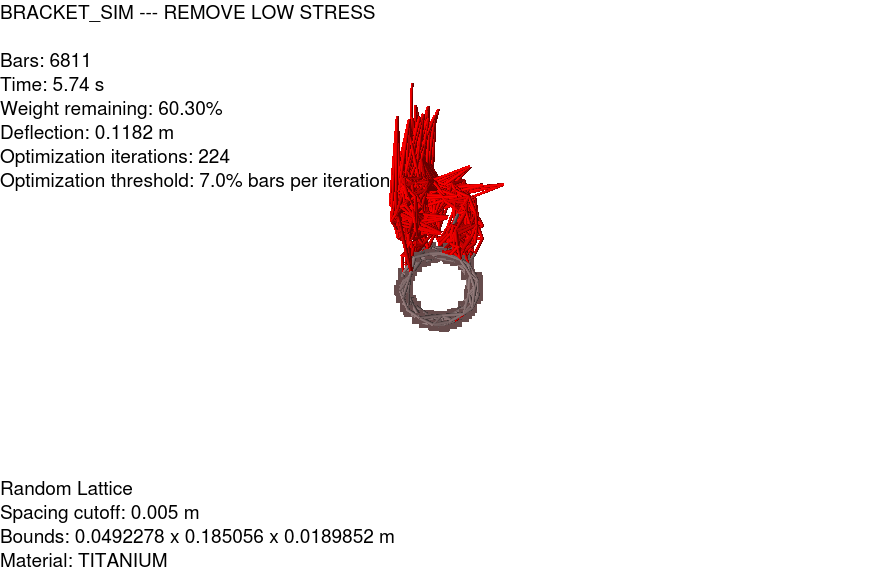 BRACKET_SIM --- REMOVE LOW STRESS
Bars: 6811
Time: 5.74 s
Weight remaining: 60.30%
Deflection: 0.1182 m
Optimization iterations: 224
Optimization threshold: 7.0% bars per iteration
Random Lattice
Spacing cutoff: 0.005 m
Bounds: 0.0492278 x 0.185056 x 0.0189852 m
Material: TITANIUM